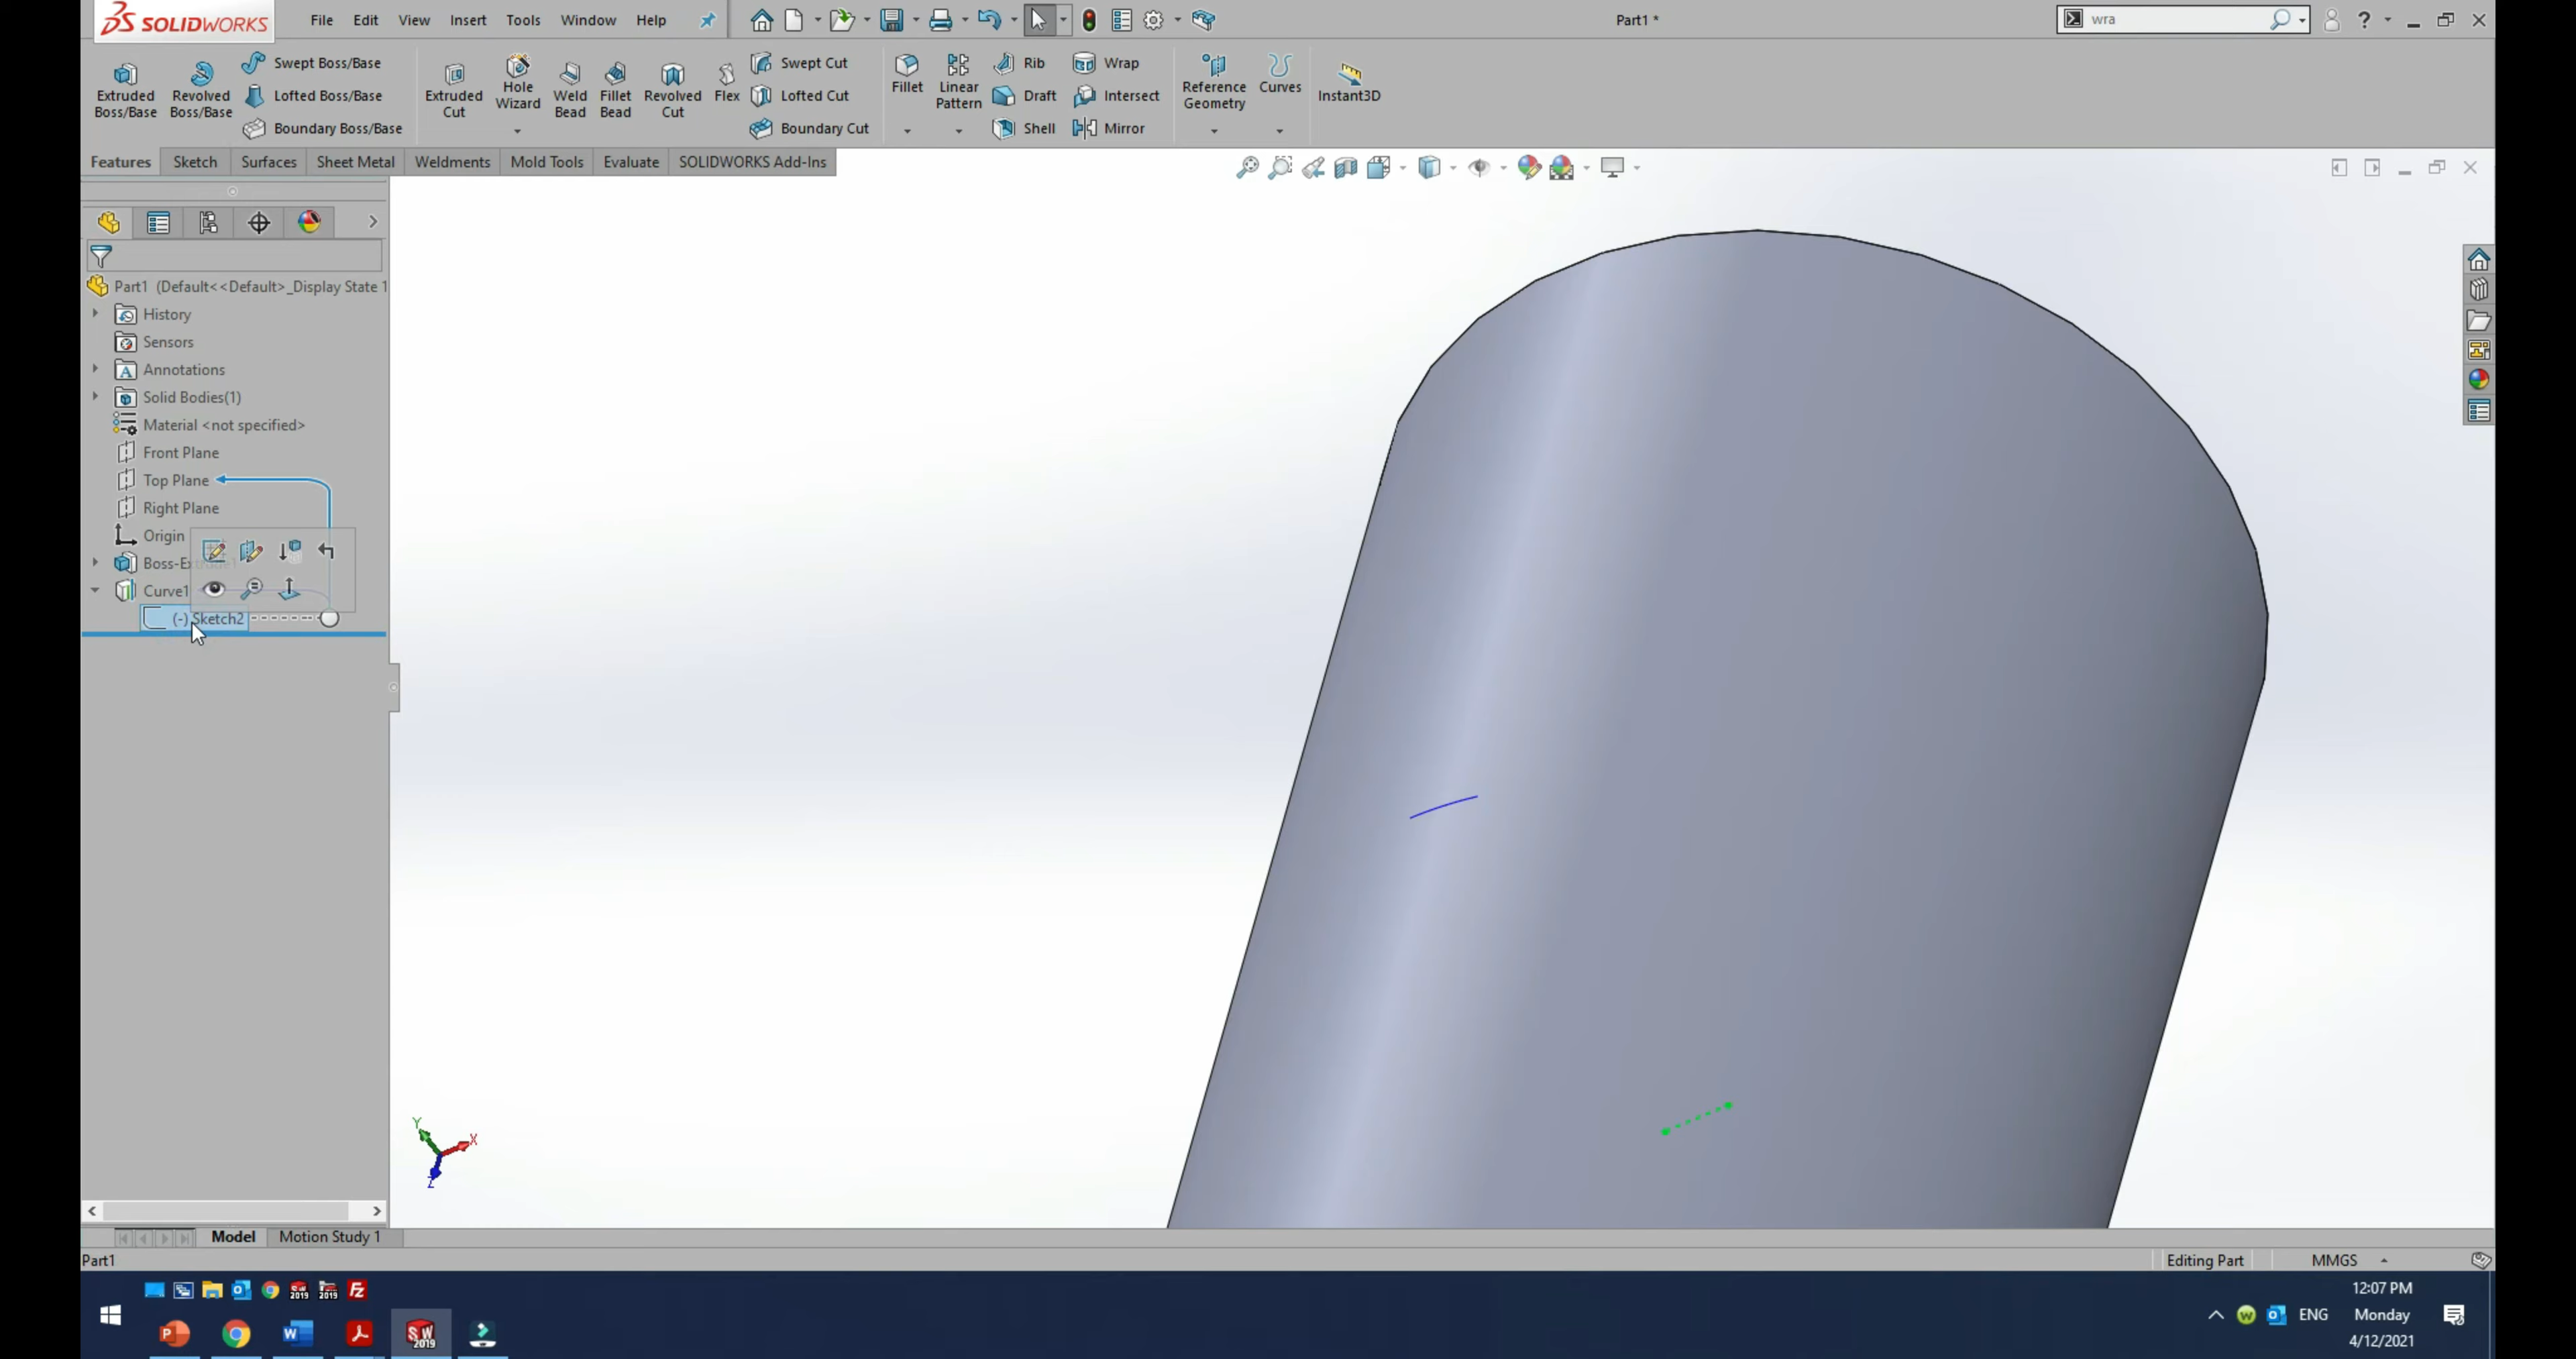 SOLIDWORKS File Edit View Insert Tools Window Help Part1 * wra
Extruded Boss/Base
Revolved Boss/Base
Swept Boss/Base
Lofted Boss/Base
Boundary Boss/Base
Extruded Cut
Hole Wizard
Weld Bead
Fillet Bead
Revolved Cut
Flex
Swept Cut
Lofted Cut
Boundary Cut
Fillet
Linear Pattern
Rib
Draft
Shell
Wrap
Intersect
Mirror
Reference Geometry
Curves
Instant3D
Features Sketch Surfaces Sheet Metal Weldments Mold Tools Evaluate SOLIDWORKS Add-Ins
Part1 (Default<<Default>_Display State 1
History
Sensors
A Annotations
Solid Bodies(1)
Material <not specified>
Front Plane
Top Plane
Right Plane
Origin
Boss-Extrude1
Curve1
(-) Sketch2
Y X
Z
Model Motion Study 1
Part1 Editing Part MMGS
12:07 PM
ENG Monday
4/12/2021
SW 2019